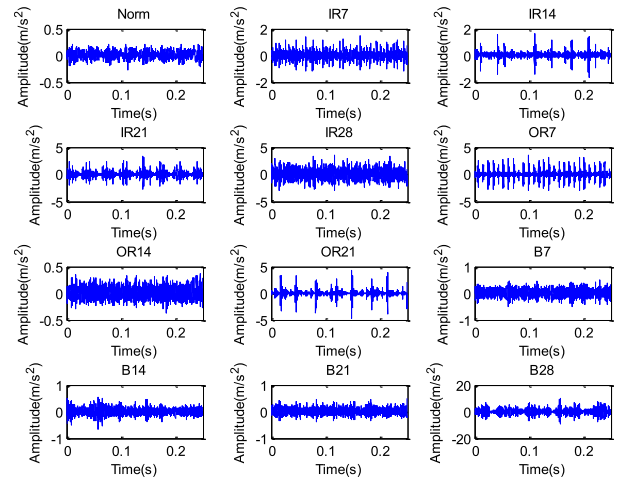 Norm IR7 IR14
Amplitude(m/s²) 0.5 0 -0.5 Amplitude(m/s²) 2 0 -2 Amplitude(m/s²) 2 0 -2
0 0.1 0.2 0 0.1 0.2 0 0.1 0.2
Time(s) Time(s) Time(s)
IR21 IR28 OR7
Amplitude(m/s²) 5 0 -5 Amplitude(m/s²) 5 0 -5 Amplitude(m/s²) 5 0 -5
0 0.1 0.2 0 0.1 0.2 0 0.1 0.2
Time(s) Time(s) Time(s)
OR14 OR21 B7
Amplitude(m/s²) 0.5 0 -0.5 Amplitude(m/s²) 5 0 -5 Amplitude(m/s²) 1 0 -1
0 0.1 0.2 0 0.1 0.2 0 0.1 0.2
Time(s) Time(s) Time(s)
B14 B21 B28
Amplitude(m/s²) 1 0 -1 Amplitude(m/s²) 1 0 -1 Amplitude(m/s²) 20 0 -20
0 0.1 0.2 0 0.1 0.2 0 0.1 0.2
Time(s) Time(s) Time(s)